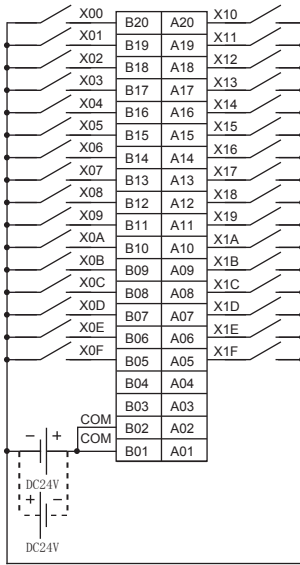 X00 B20 A20 X10
X01 B19 A19 X11
X02 B18 A18 X12
X03 B17 A17 X13
X04 B16 A16 X14
X05 B15 A15 X15
X06 B14 A14 X16
X07 B13 A13 X17
X08 B12 A12 X18
X09 B11 A11 X19
X0A B10 A10 X1A
X0B B09 A09 X1B
X0C B08 A08 X1C
X0D B07 A07 X1D
X0E B06 A06 X1E
X0F B05 A05 X1F
B04 A04
B03 A03
COM B02 A02
COM B01 A01
− +
DC24V
+ −
DC24V